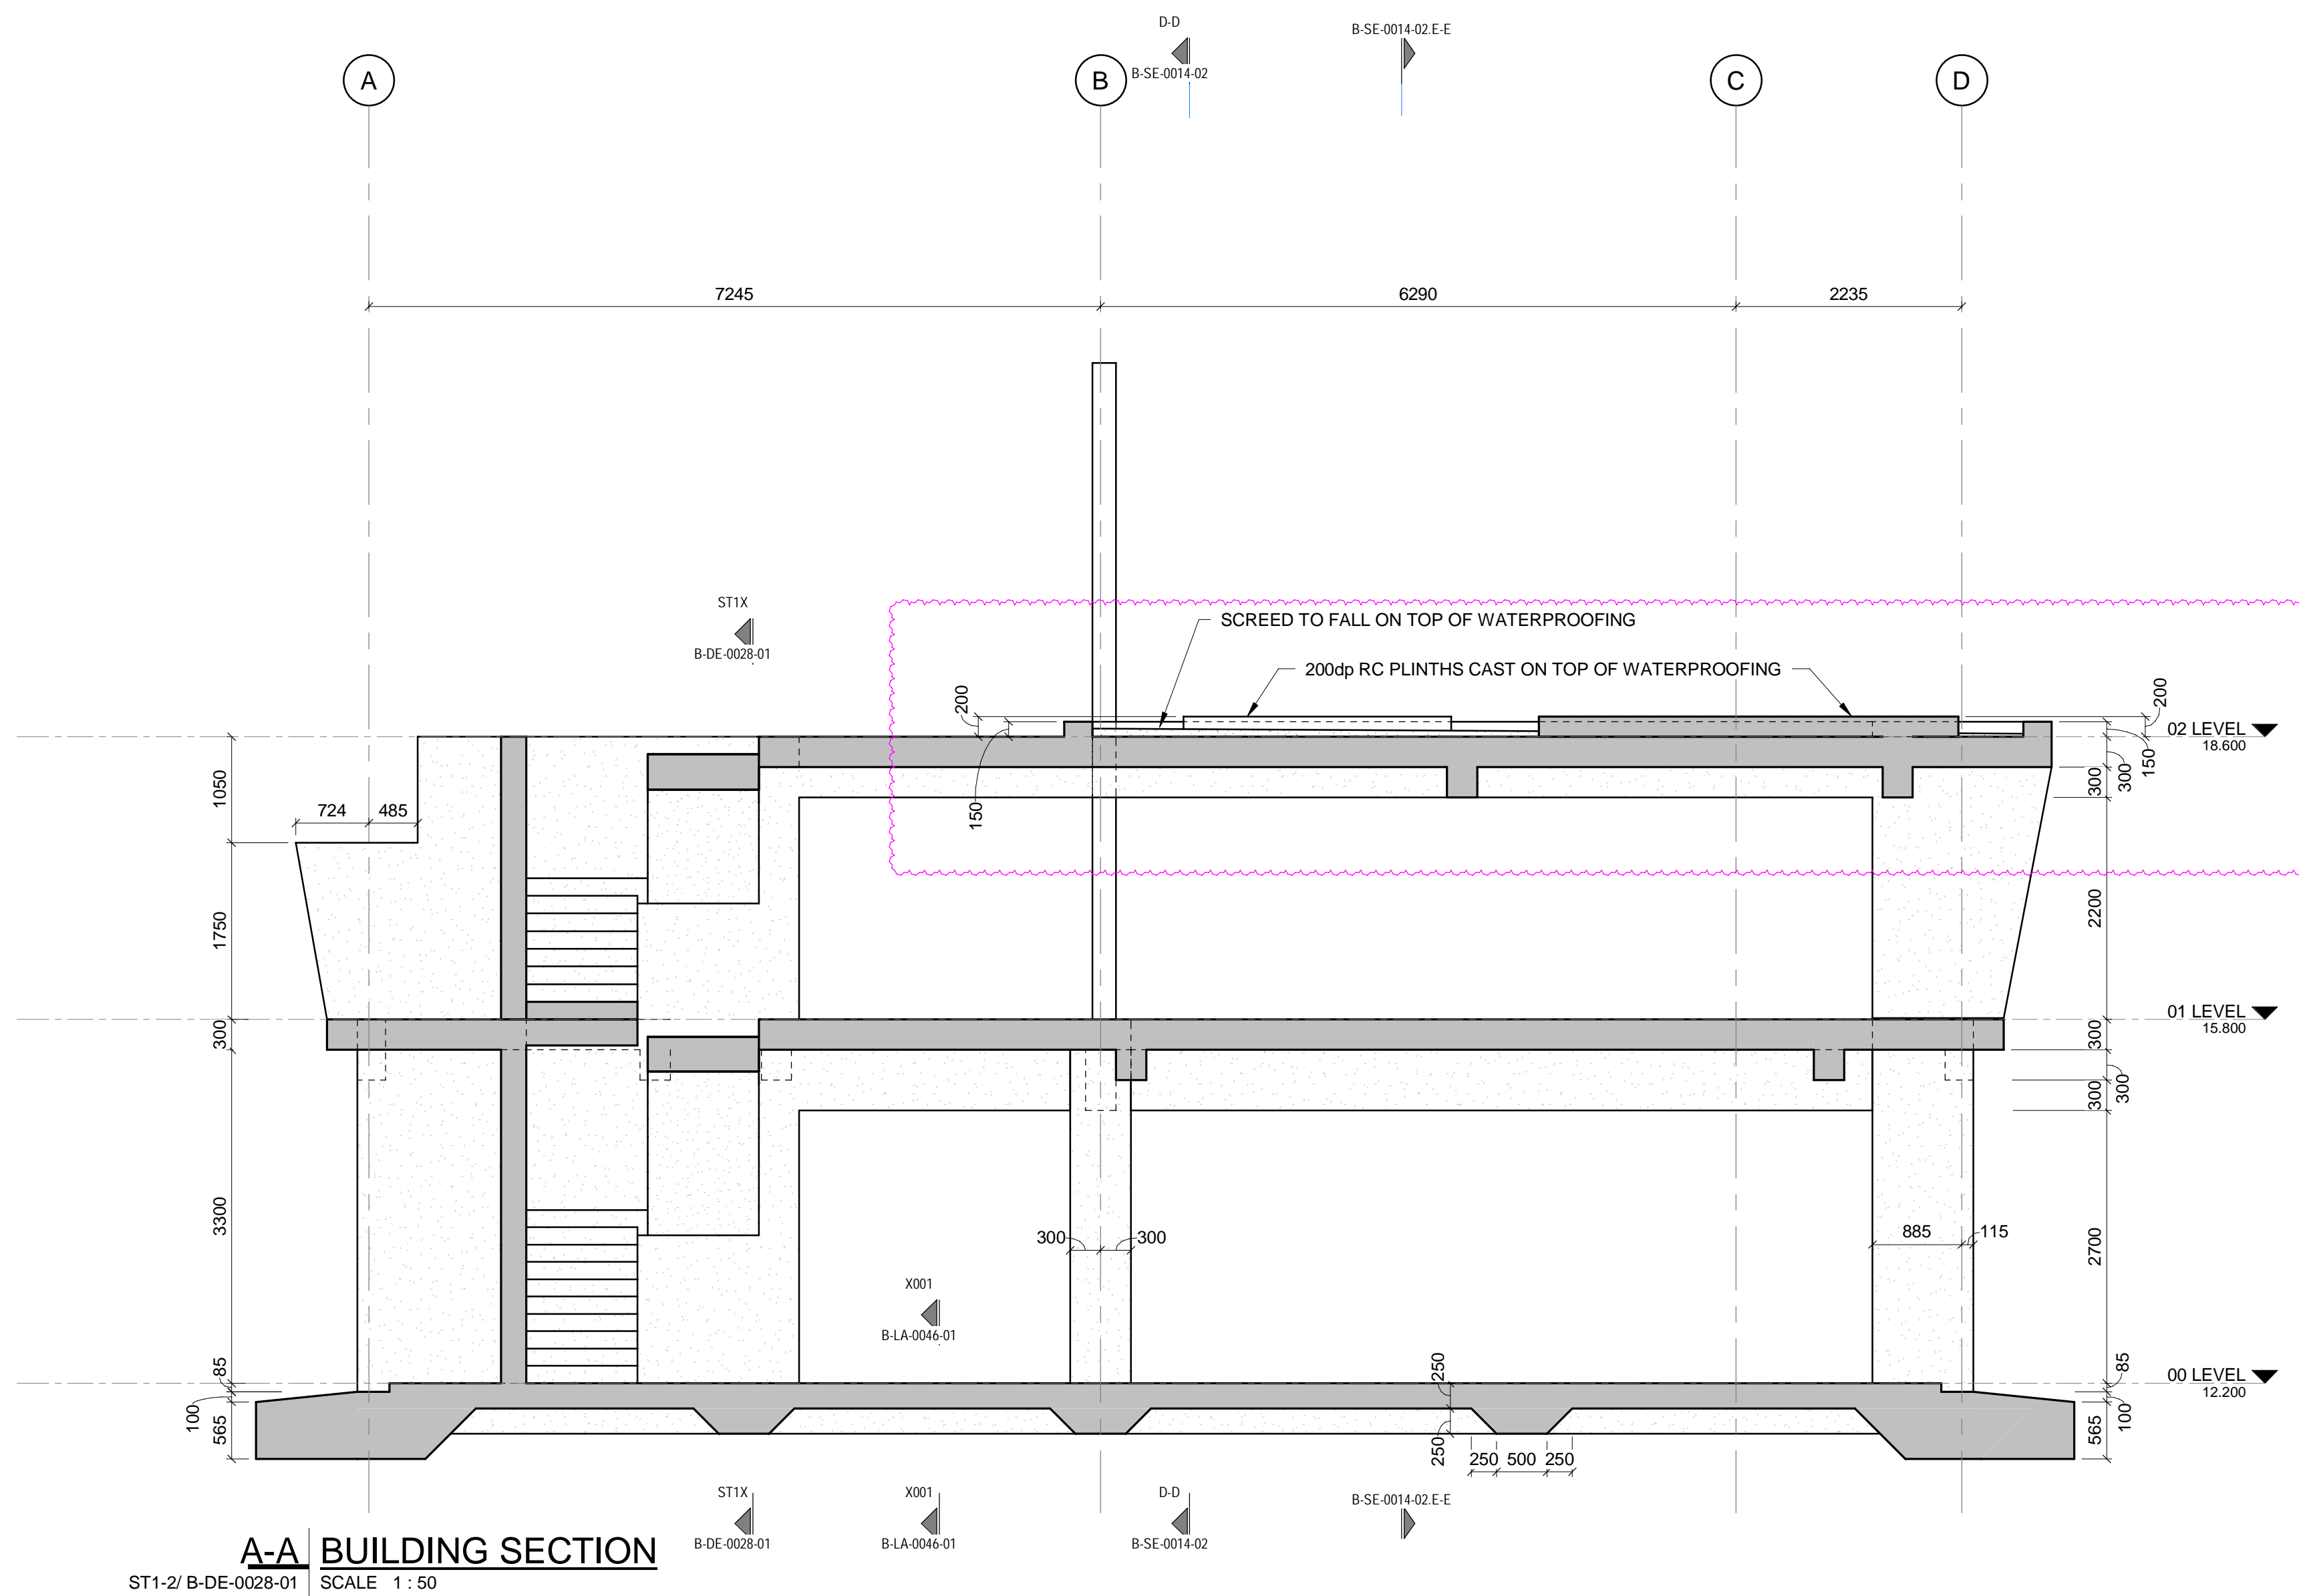 D-D
B-SE-0014-02.E-E
B-SE-0014-02
A
B
C
D
7245
6290
2235
ST1X
B-DE-0028-01
SCREED TO FALL ON TOP OF WATERPROOFING
200dp RC PLINTHS CAST ON TOP OF WATERPROOFING
200
150
200
150
02 LEVEL
18.600
300
300
1050
724
485
1750
2200
01 LEVEL
15.800
300
300
300
300
3300
300
300
885
115
2700
X001
B-LA-0046-01
85
100
565
250
250
250
500
250
85
100
565
00 LEVEL
12.200
ST1X
B-DE-0028-01
X001
B-LA-0046-01
D-D
B-SE-0014-02
B-SE-0014-02.E-E
A-A BUILDING SECTION
ST1-2/ B-DE-0028-01 SCALE 1 : 50